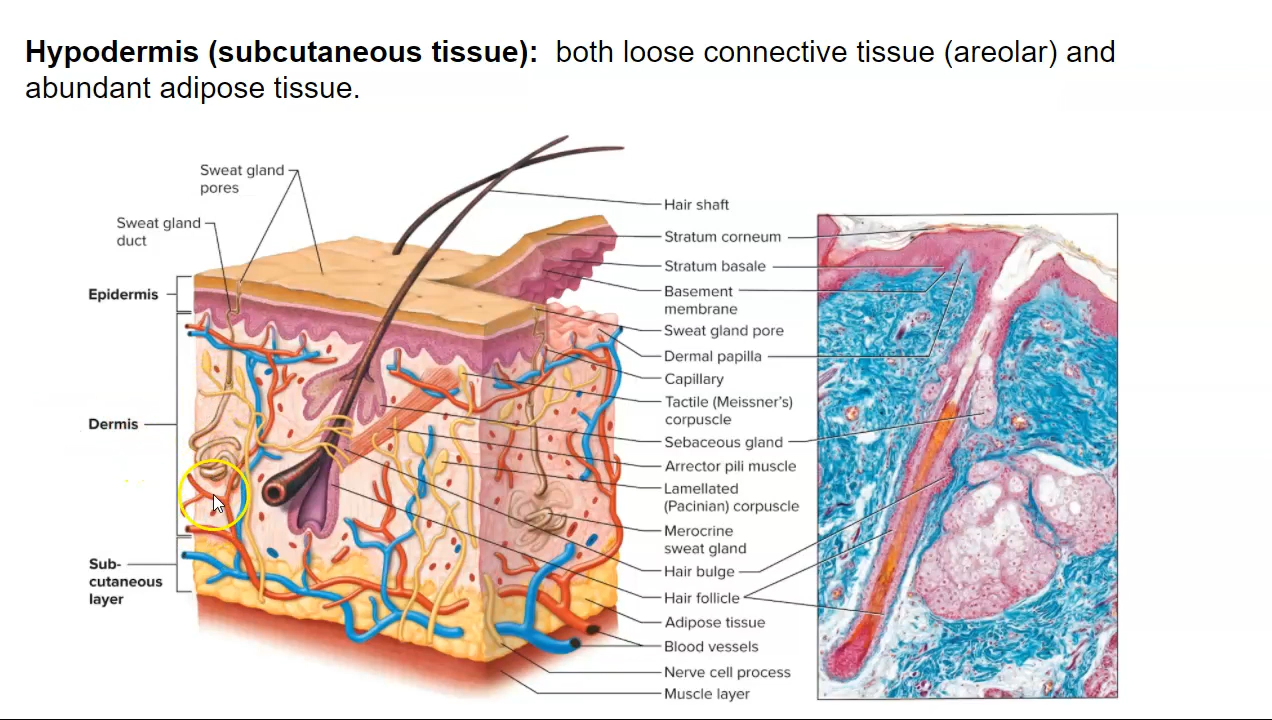 Hypodermis (subcutaneous tissue): both loose connective tissue (areolar) and
abundant adipose tissue.
Sweat gland
pores
Sweat gland
duct
Epidermis
Dermis
Sub-
cutaneous
layer
Hair shaft
Stratum corneum
Stratum basale
Basement
membrane
Sweat gland pore
Dermal papilla
Capillary
Tactile (Meissner's)
corpuscle
Sebaceous gland
Arrector pili muscle
Lamellated
(Pacinian) corpuscle
Merocrine
sweat gland
Hair bulge
Hair follicle
Adipose tissue
Blood vessels
Nerve cell process
Muscle layer